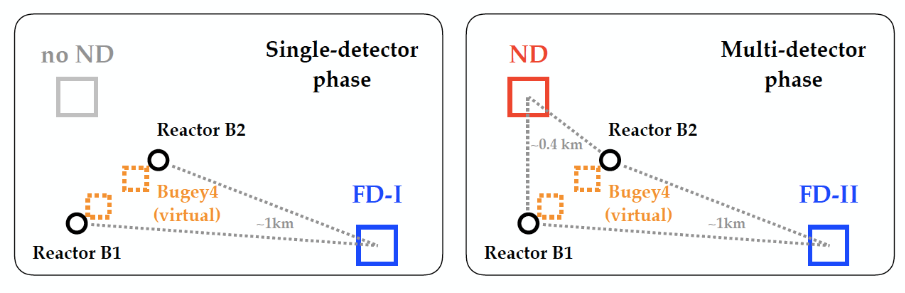 no ND
Single-detector
phase
Reactor B2
Bugey4
(virtual)
FD-I
~1km
Reactor B1
ND
Multi-detector
phase
~0.4 km
Reactor B2
Bugey4
(virtual)
FD-II
~1km
Reactor B1